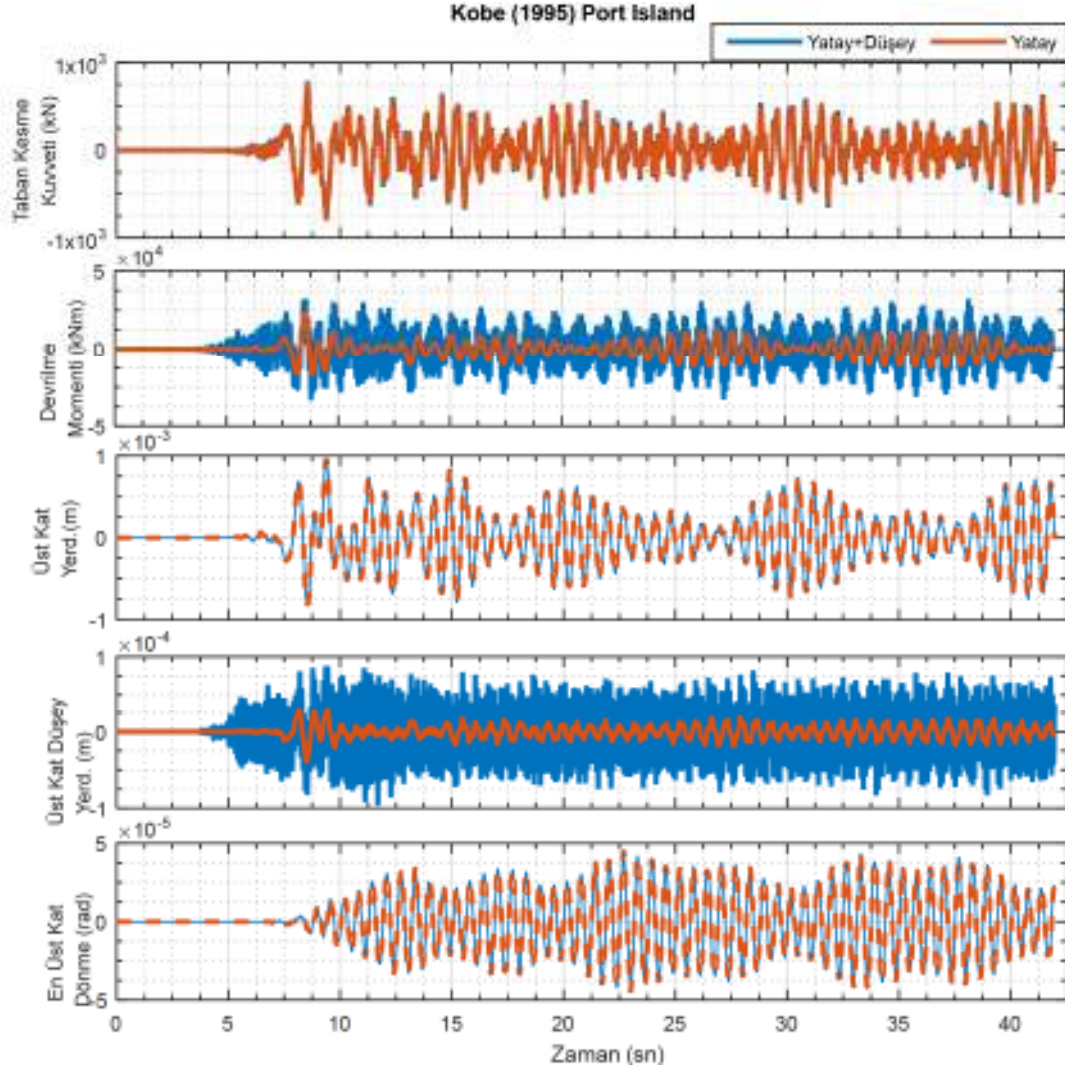 Kobe (1995) Port Island
Yatay+Düşey Yatay
Taban Kesme
Kuvveti (kN)
1x10³
0
-1x10³
Devrilme
Momenti (kNm)
×10⁴
5
0
-5
Üst Kat
Yerd.(m)
×10⁻³
1
0
-1
Üst Kat Düşey
Yerd. (m)
×10⁻⁴
1
0
-1
En Üst Kat
Dönme (rad)
×10⁻⁵
5
0
-5
0 5 10 15 20 25 30 35 40
Zaman (sn)